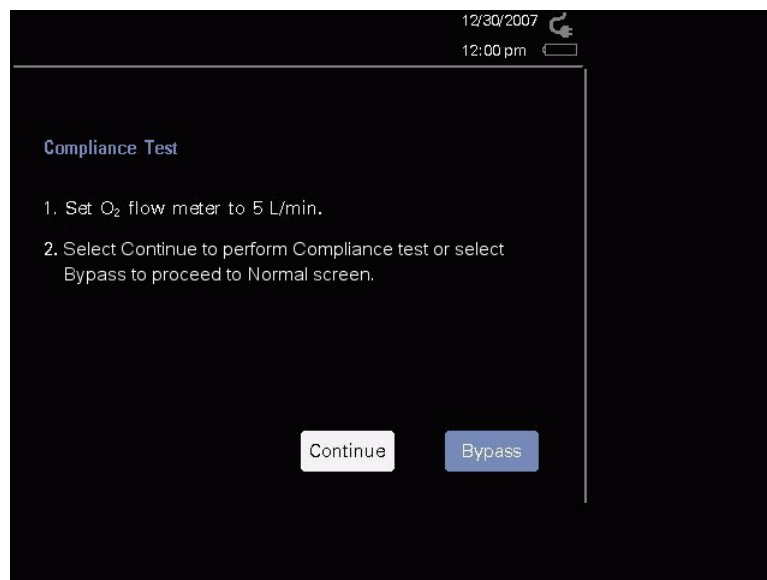 12/30/2007
12:00 pm
Compliance Test
1. Set O₂ flow meter to 5 L/min.
2. Select Continue to perform Compliance test or select
Bypass to proceed to Normal screen.
Continue Bypass